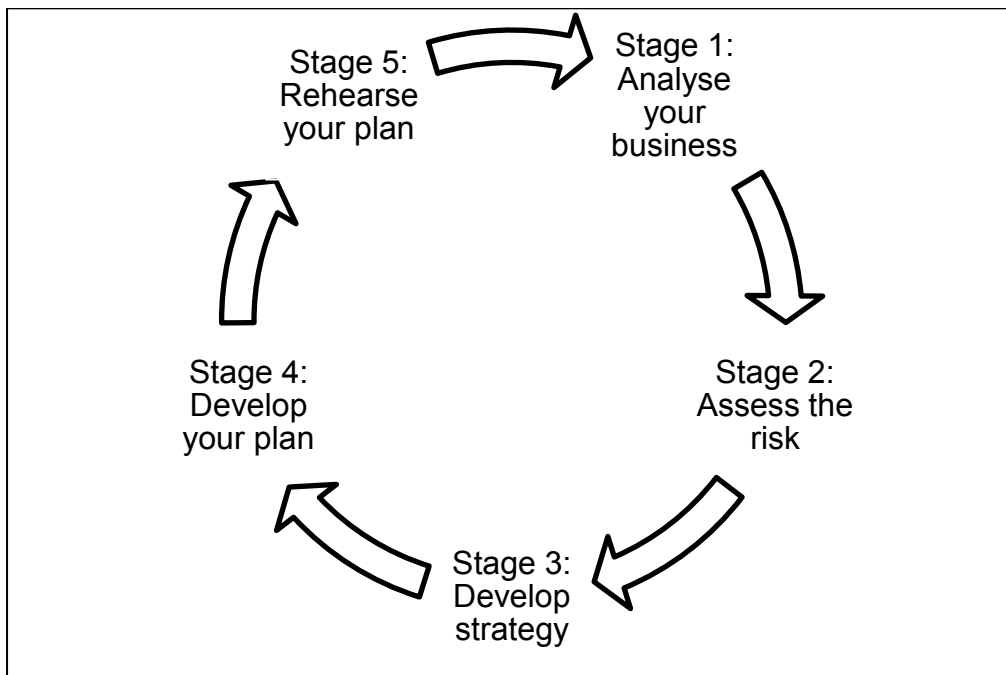 Stage 1:
Analyse
your
business
Stage 2:
Assess the
risk
Stage 3:
Develop
strategy
Stage 4:
Develop
your plan
Stage 5:
Rehearse
your plan